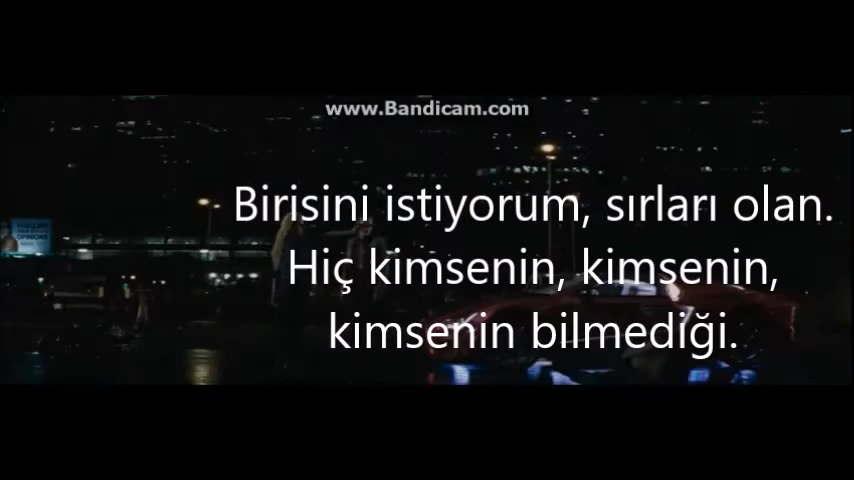 www.Bandicam.com
Birisini istiyorum, sırları olan.
Hiç kimsenin, kimsenin,
kimsenin bilmediği.